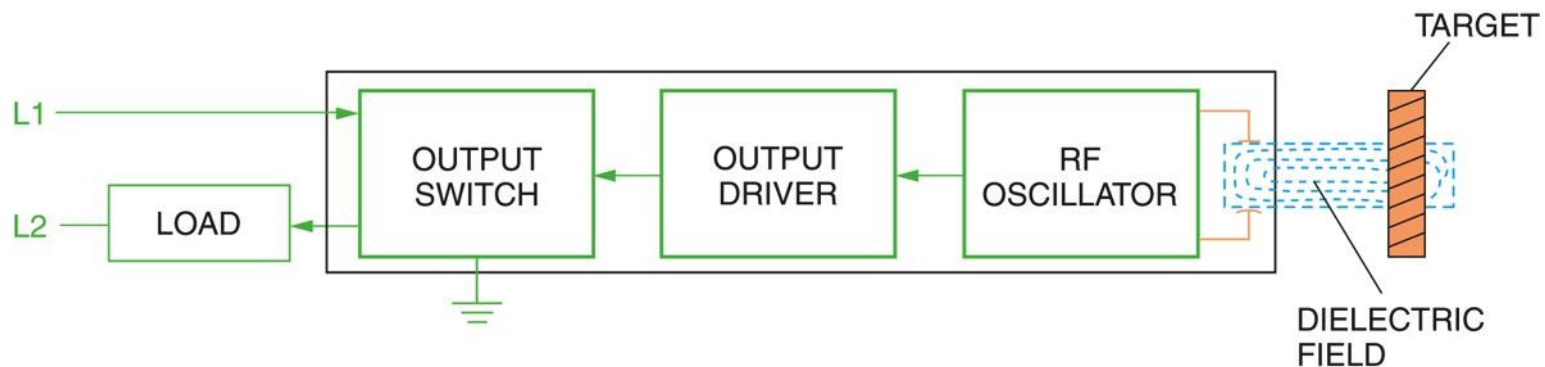 TARGET
L1
OUTPUT
SWITCH
OUTPUT
DRIVER
RF
OSCILLATOR
L2
LOAD
DIELECTRIC
FIELD